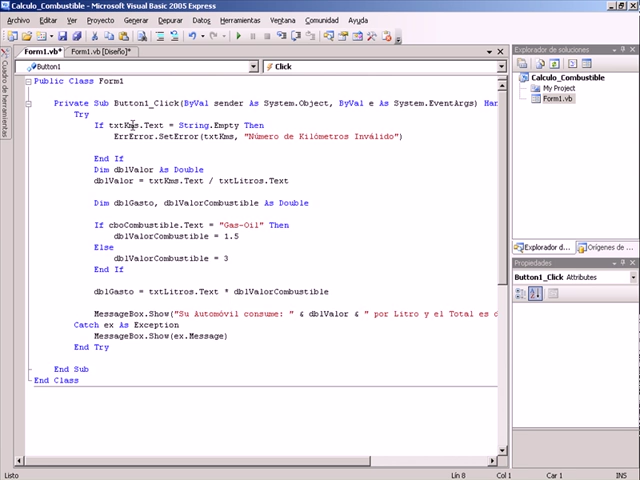 Calculo_Combustible - Microsoft Visual Basic 2005 Express
Archivo Editar Ver Proyecto Generar Depurar Datos Herramientas Ventana Comunidad Ayuda
Form1.vb* Form1.vb [Diseño]*
Button1 Click
Cuadro de herramientas
Public Class Form1
Private Sub Button1_Click(ByVal sender As System.Object, ByVal e As System.EventArgs) Han
Try
If txtKms.Text = String.Empty Then
ErrError.SetError(txtKms, "Número de Kilómetros Inválido")
End If
Dim dblValor As Double
dblValor = txtKms.Text / txtLitros.Text
Dim dblGasto, dblValorCombustible As Double
If cboCombustible.Text = "Gas-Oil" Then
dblValorCombustible = 1.5
Else
dblValorCombustible = 3
End If
dblGasto = txtLitros.Text * dblValorCombustible
MessageBox.Show("Su Automóvil consume: " & dblValor & " por Litro y el Total es d
Catch ex As Exception
MessageBox.Show(ex.Message)
End Try
End Sub
End Class
Explorador de soluciones
Calculo_Combustible
My Project
Form1.vb
Explorador d... Orígenes de ...
Propiedades
Button1_Click Attributes
Listo Lín 8 Col 1 Car 1 INS